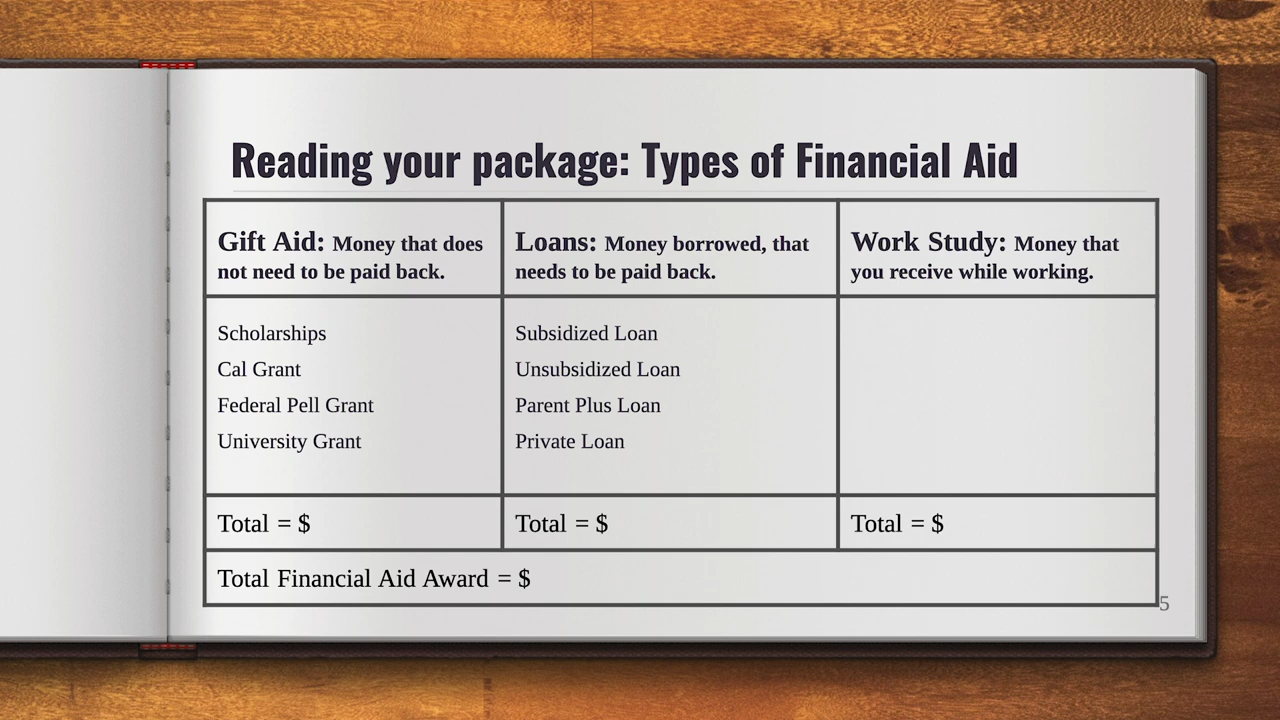 Reading your package: Types of Financial Aid
Gift Aid: Money that does
not need to be paid back.
Loans: Money borrowed, that
needs to be paid back.
Work Study: Money that
you receive while working.
Scholarships
Cal Grant
Federal Pell Grant
University Grant
Subsidized Loan
Unsubsidized Loan
Parent Plus Loan
Private Loan
Total = $
Total = $
Total = $
Total Financial Aid Award = $
5